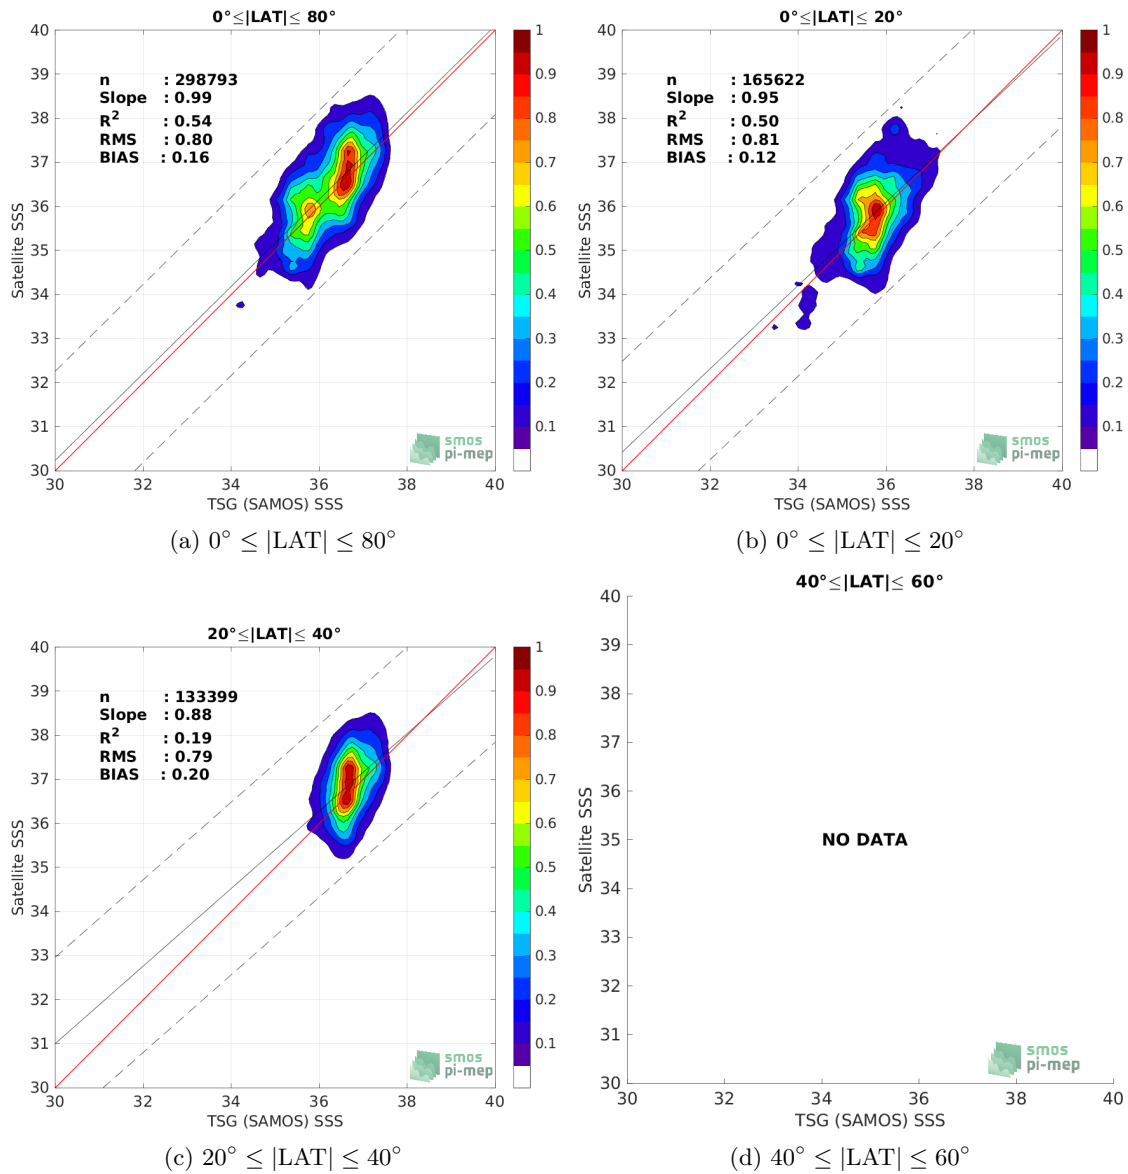 0°≤|LAT|≤ 80°
n : 298793
Slope : 0.99
R² : 0.54
RMS : 0.80
BIAS : 0.16
40
39
38
37
36
35
34
33
32
31
30
Satellite SSS
30 32 34 36 38 40
TSG (SAMOS) SSS
1
0.9
0.8
0.7
0.6
0.5
0.4
0.3
0.2
0.1
smos
pi-mep
(a) 0° ≤ |LAT| ≤ 80°
0°≤|LAT|≤ 20°
n : 165622
Slope : 0.95
R² : 0.50
RMS : 0.81
BIAS : 0.12
40
39
38
37
36
35
34
33
32
31
30
Satellite SSS
30 32 34 36 38 40
TSG (SAMOS) SSS
1
0.9
0.8
0.7
0.6
0.5
0.4
0.3
0.2
0.1
smos
pi-mep
(b) 0° ≤ |LAT| ≤ 20°
20°≤|LAT|≤ 40°
n : 133399
Slope : 0.88
R² : 0.19
RMS : 0.79
BIAS : 0.20
40
39
38
37
36
35
34
33
32
31
30
Satellite SSS
30 32 34 36 38 40
TSG (SAMOS) SSS
1
0.9
0.8
0.7
0.6
0.5
0.4
0.3
0.2
0.1
smos
pi-mep
(c) 20° ≤ |LAT| ≤ 40°
40°≤|LAT|≤ 60°
40
39
38
37
36
35
34
33
32
31
30
Satellite SSS
NO DATA
30 32 34 36 38 40
TSG (SAMOS) SSS
smos
pi-mep
(d) 40° ≤ |LAT| ≤ 60°